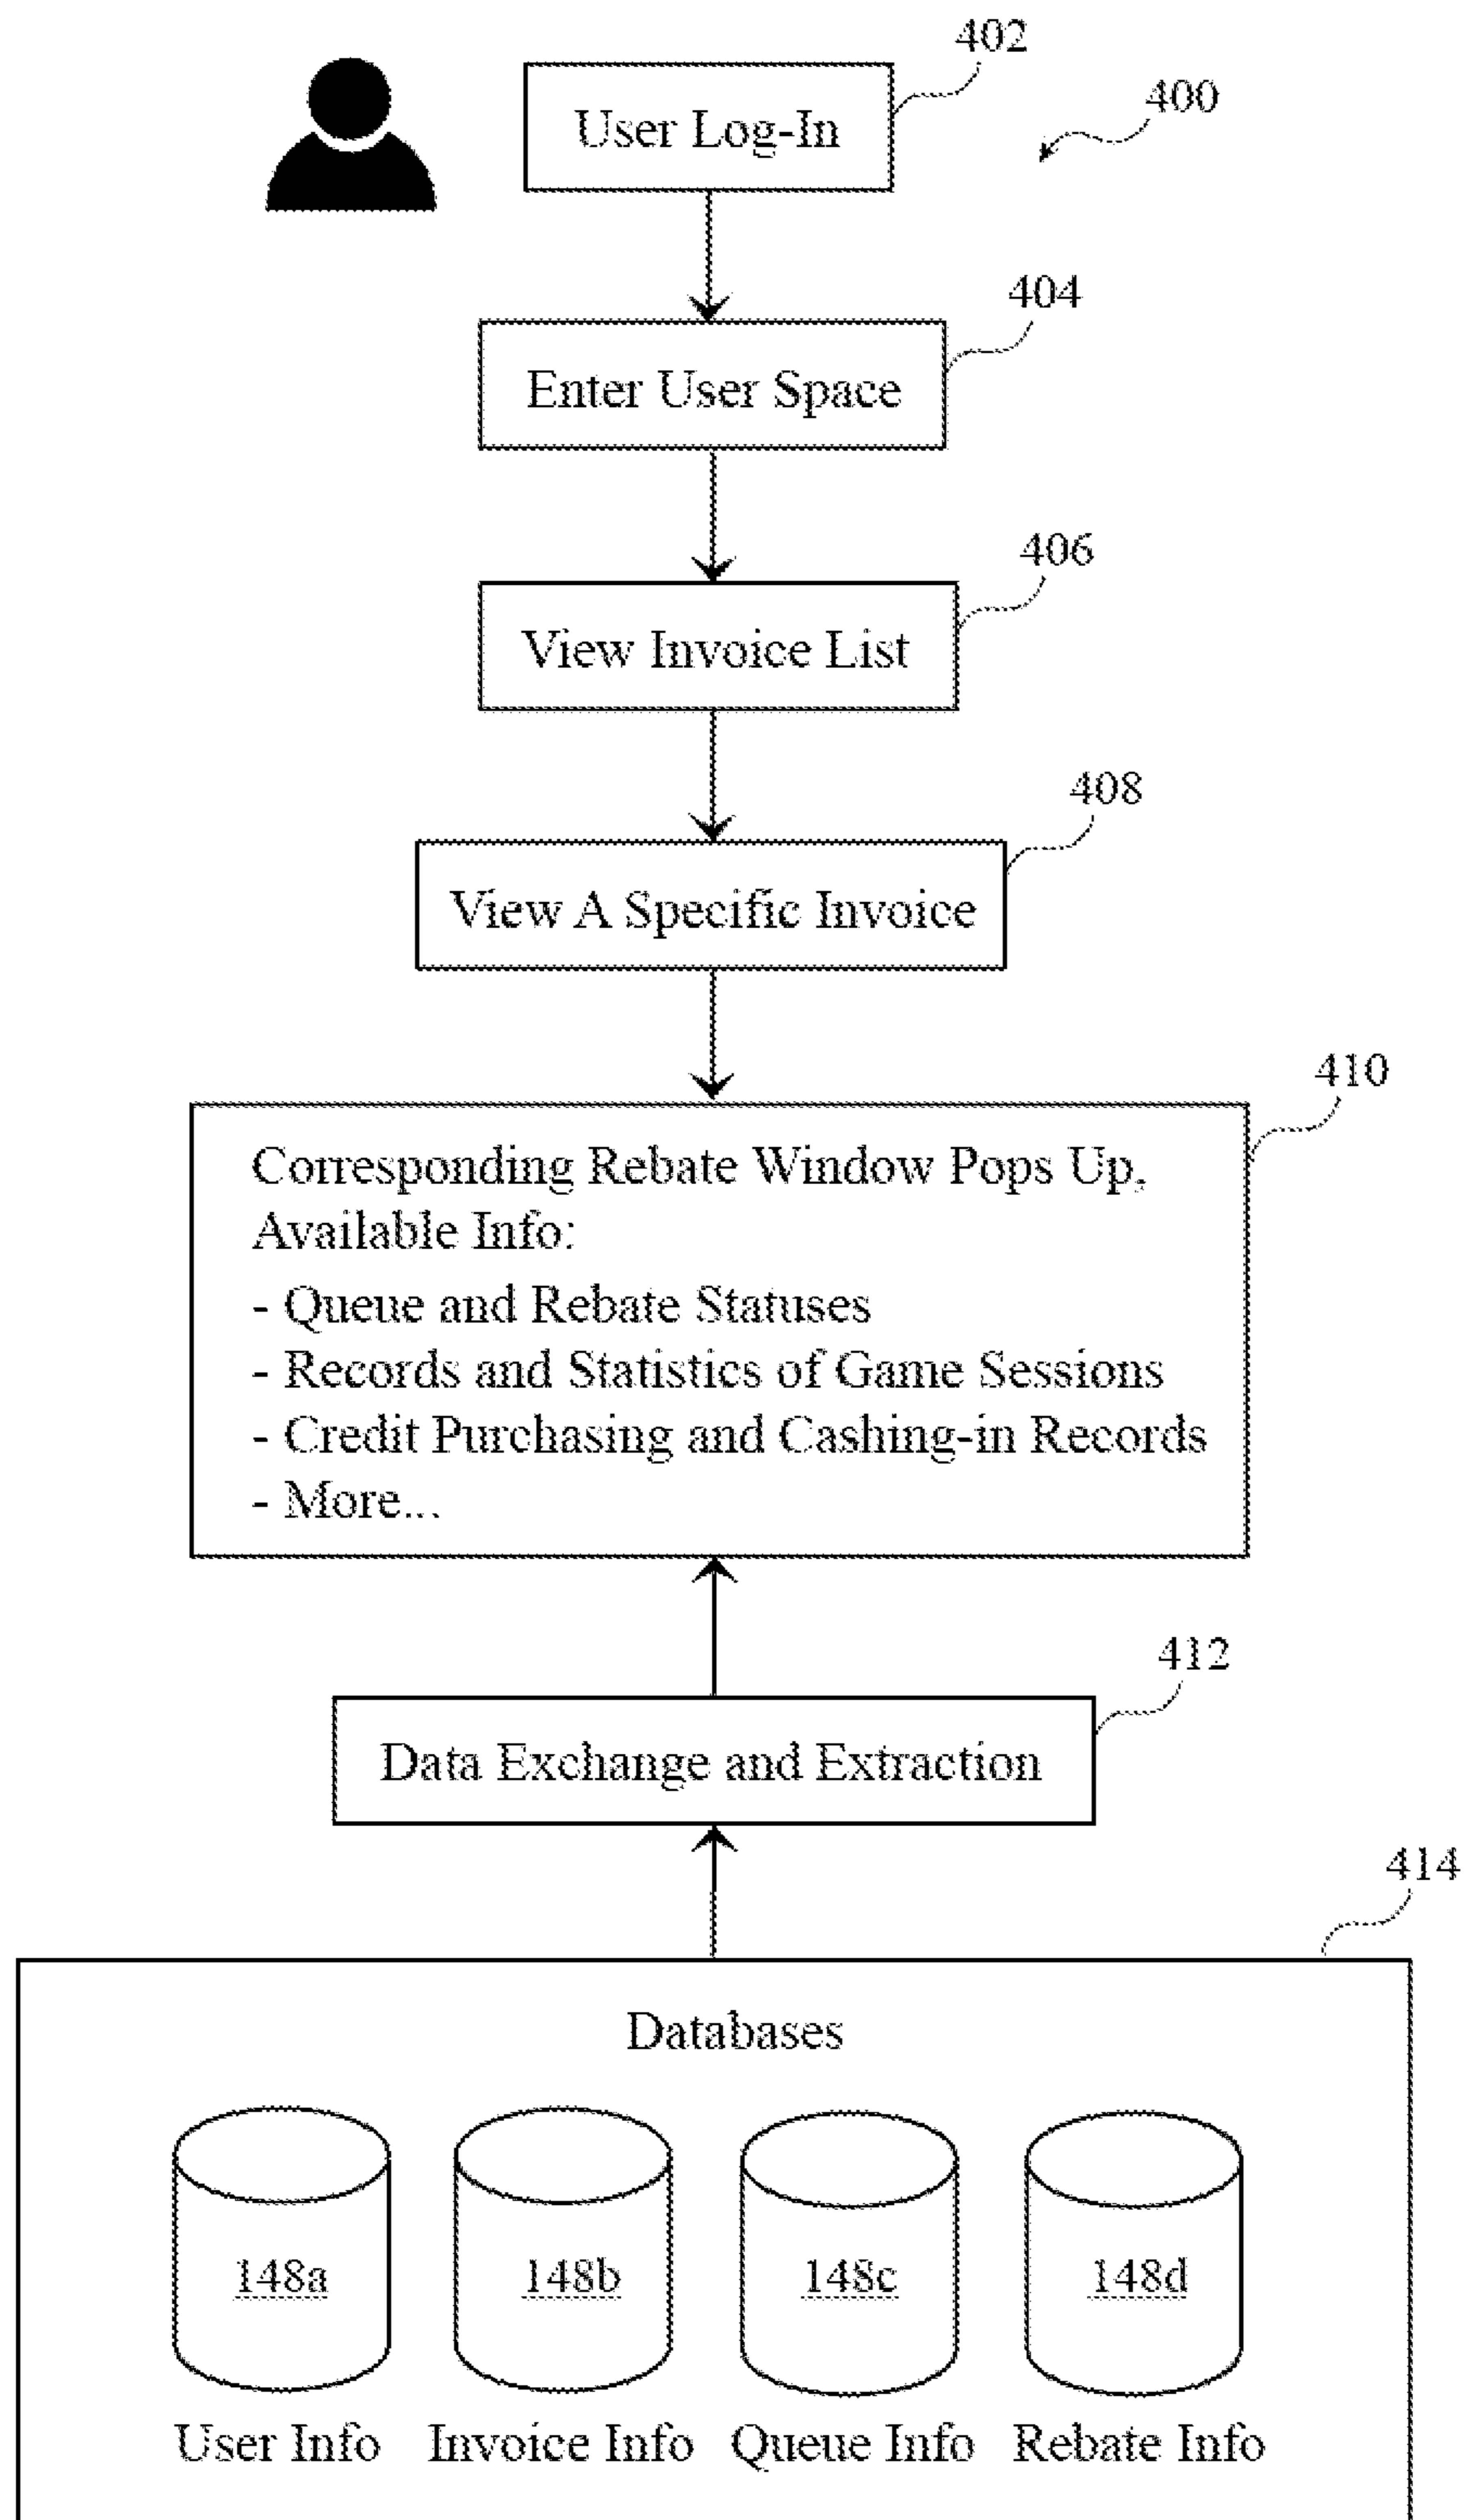 402
400
User Log-In
404
Enter User Space
406
View Invoice List
408
View A Specific Invoice
410
Corresponding Rebate Window Pops Up,
Available Info:
- Queue and Rebate Statuses
- Records and Statistics of Game Sessions
- Credit Purchasing and Cashing-in Records
- More...
412
Data Exchange and Extraction
414
Databases
148a 148b 148c 148d
User Info Invoice Info Queue Info Rebate Info